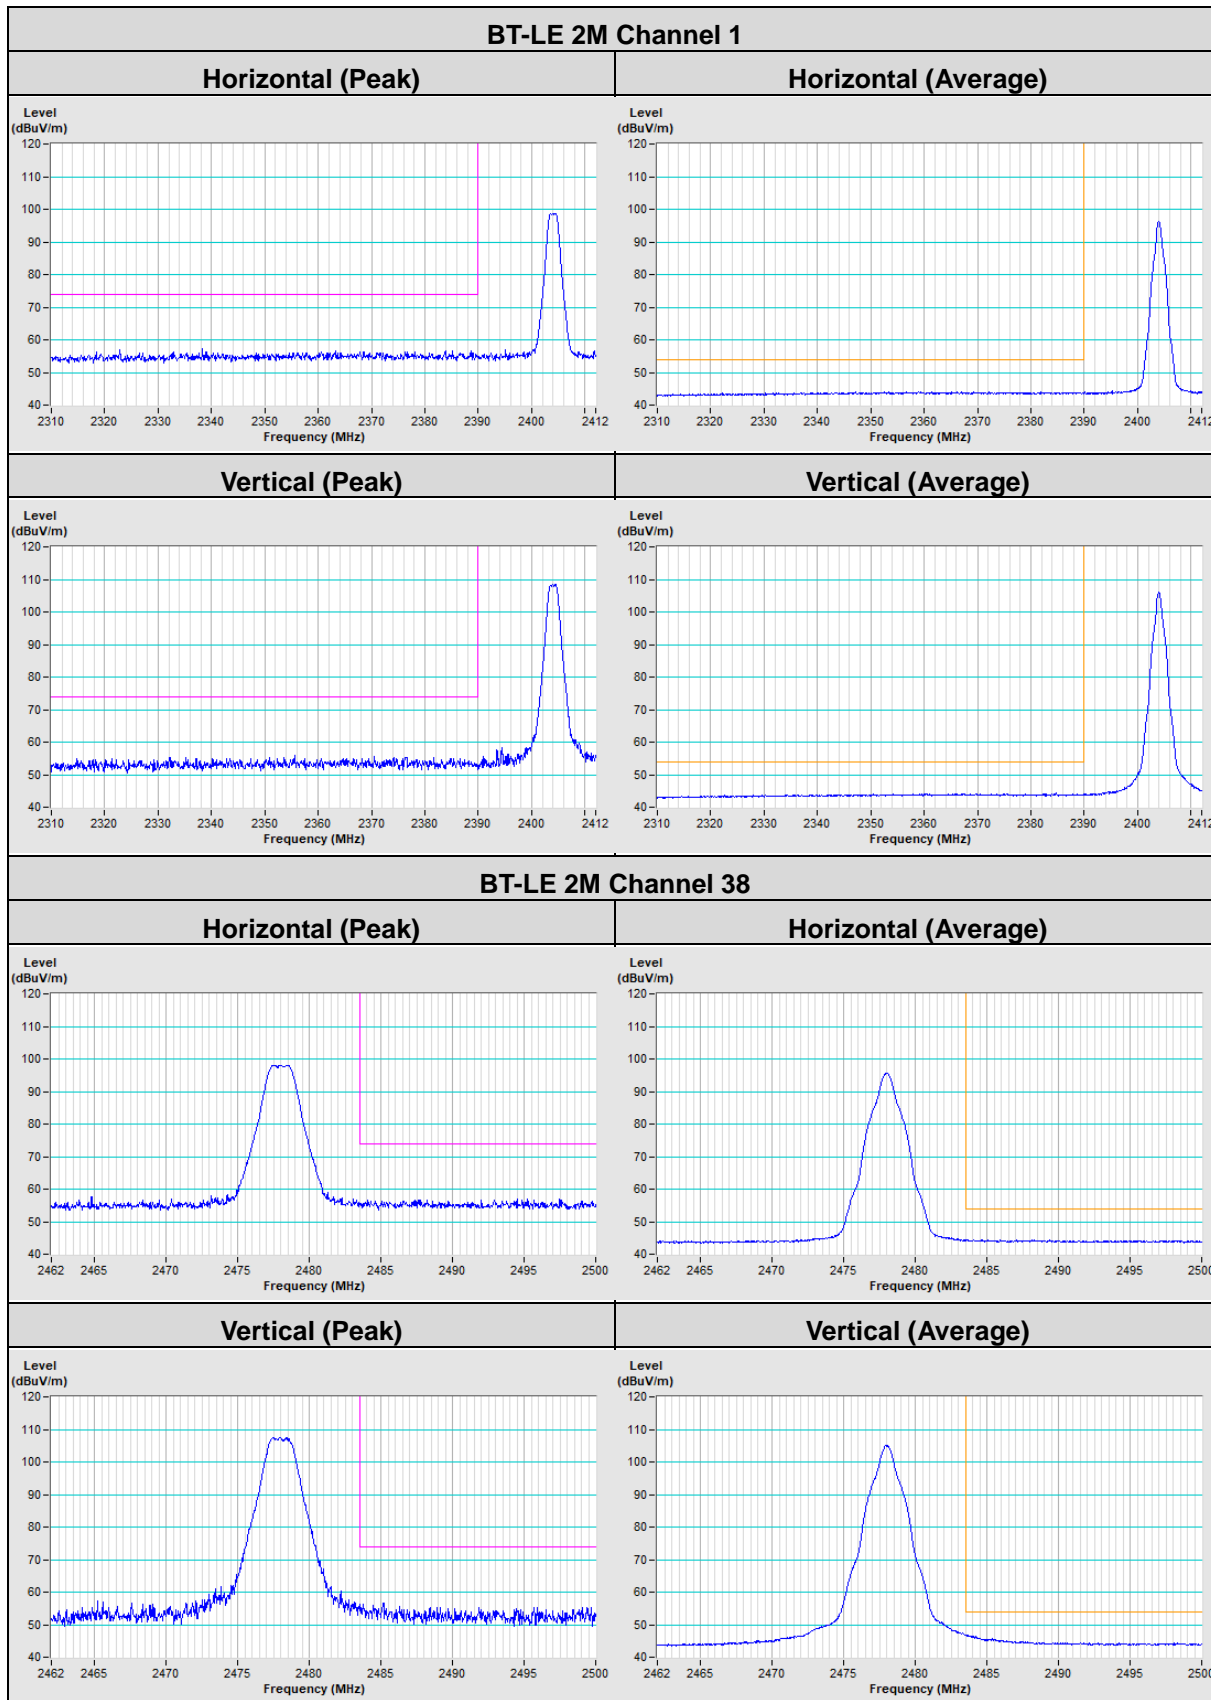 BT-LE 2M Channel 1
Horizontal (Peak)
Horizontal (Average)
Level
(dBuV/m)
120
110
100
90
80
70
60
50
40
2310 2320 2330 2340 2350 2360 2370 2380 2390 2400 2412
Frequency (MHz)
Level
(dBuV/m)
120
110
100
90
80
70
60
50
40
2310 2320 2330 2340 2350 2360 2370 2380 2390 2400 2412
Frequency (MHz)
Vertical (Peak)
Vertical (Average)
Level
(dBuV/m)
120
110
100
90
80
70
60
50
40
2310 2320 2330 2340 2350 2360 2370 2380 2390 2400 2412
Frequency (MHz)
Level
(dBuV/m)
120
110
100
90
80
70
60
50
40
2310 2320 2330 2340 2350 2360 2370 2380 2390 2400 2412
Frequency (MHz)
BT-LE 2M Channel 38
Horizontal (Peak)
Horizontal (Average)
Level
(dBuV/m)
120
110
100
90
80
70
60
50
40
2462 2465 2470 2475 2480 2485 2490 2495 2500
Frequency (MHz)
Level
(dBuV/m)
120
110
100
90
80
70
60
50
40
2462 2465 2470 2475 2480 2485 2490 2495 2500
Frequency (MHz)
Vertical (Peak)
Vertical (Average)
Level
(dBuV/m)
120
110
100
90
80
70
60
50
40
2462 2465 2470 2475 2480 2485 2490 2495 2500
Frequency (MHz)
Level
(dBuV/m)
120
110
100
90
80
70
60
50
40
2462 2465 2470 2475 2480 2485 2490 2495 2500
Frequency (MHz)